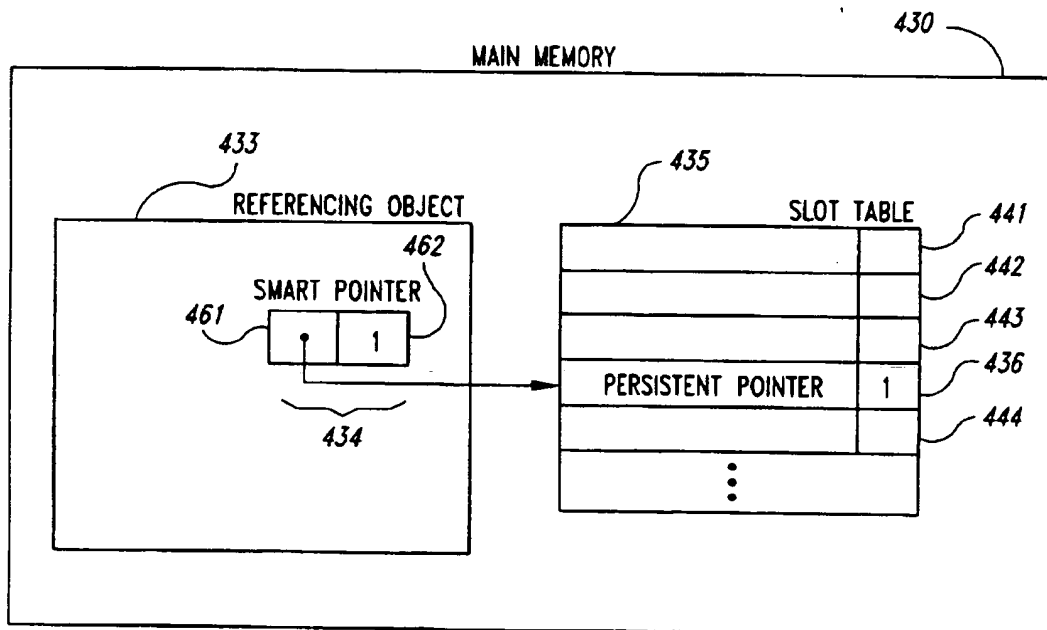 430
MAIN MEMORY
433
435
REFERENCING OBJECT
SLOT TABLE
441
462
442
SMART POINTER
461
1
443
PERSISTENT POINTER 1
436
434
444